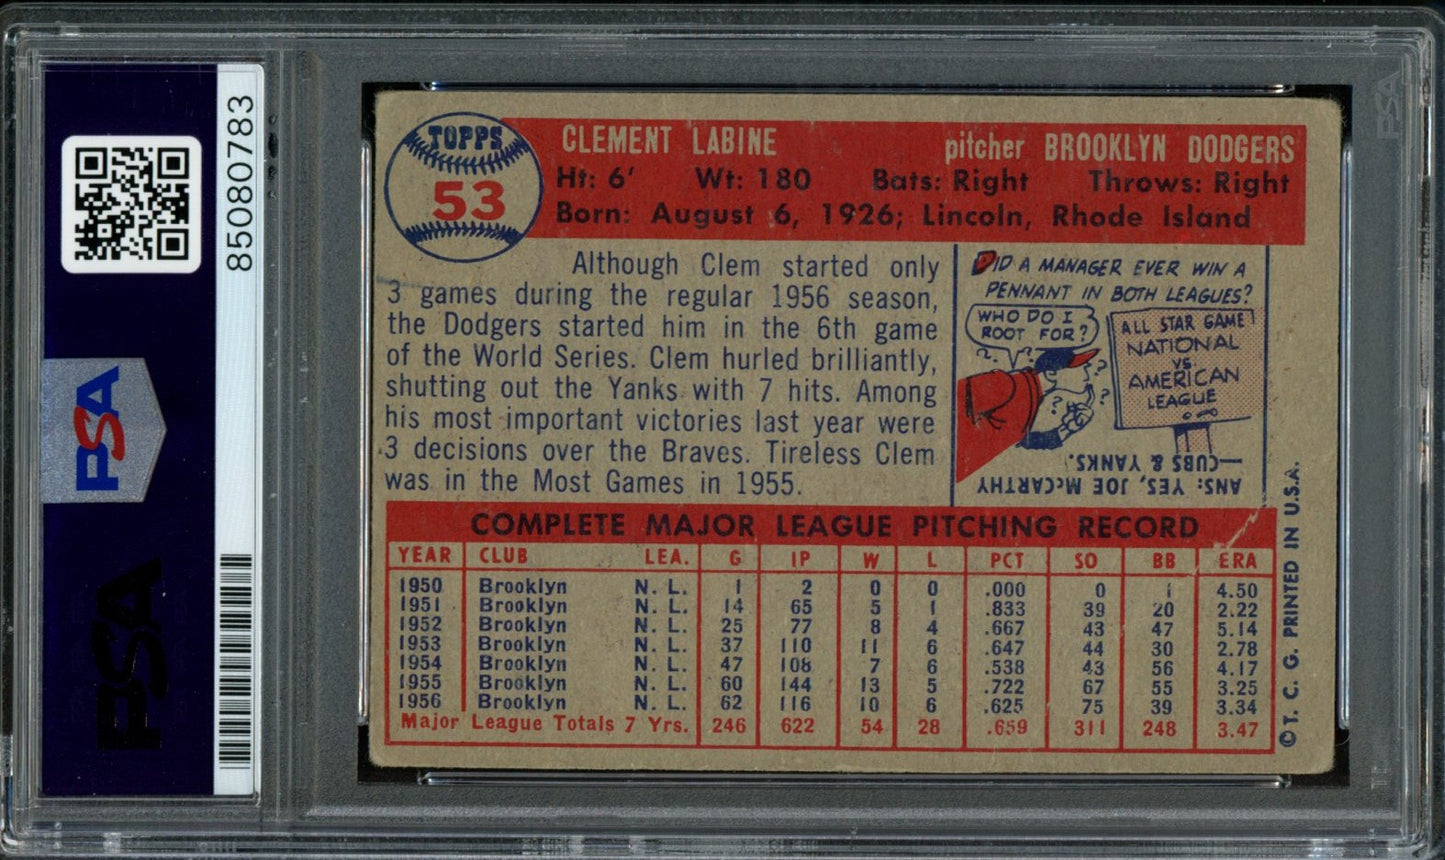 85080783
PSA
PSA
PSA
TOPPS
53
CLEMENT LABINE pitcher BROOKLYN DODGERS
Ht: 6' Wt: 180 Bats: Right Throws: Right
Born: August 6, 1926; Lincoln, Rhode Island
Although Clem started only
3 games during the regular 1956 season,
the Dodgers started him in the 6th game
of the World Series. Clem hurled brilliantly,
shutting out the Yanks with 7 hits. Among
his most important victories last year were
3 decisions over the Braves. Tireless Clem
was in the Most Games in 1955.
DID A MANAGER EVER WIN A
PENNANT IN BOTH LEAGUES?
WHO DO I
ROOT FOR?
ALL STAR GAME
NATIONAL
VS
AMERICAN
LEAGUE
ANS: YES, JOE McCARTHY
—CUBS & YANKS.
COMPLETE MAJOR LEAGUE PITCHING RECORD
YEAR CLUB LEA. G IP W L PCT SO BB ERA
1950 Brooklyn N. L. 1 2 0 0 .000 0 1 4.50
1951 Brooklyn N. L. 14 65 5 1 .833 39 20 2.22
1952 Brooklyn N. L. 25 77 8 4 .667 43 47 5.14
1953 Brooklyn N. L. 37 110 11 6 .647 44 30 2.78
1954 Brooklyn N. L. 47 108 7 6 .538 43 56 4.17
1955 Brooklyn N. L. 60 144 13 5 .722 67 55 3.25
1956 Brooklyn N. L. 62 116 10 6 .625 75 39 3.34
Major League Totals 7 Yrs. 246 622 54 28 .659 311 248 3.47
© T. C. G. PRINTED IN U.S.A.